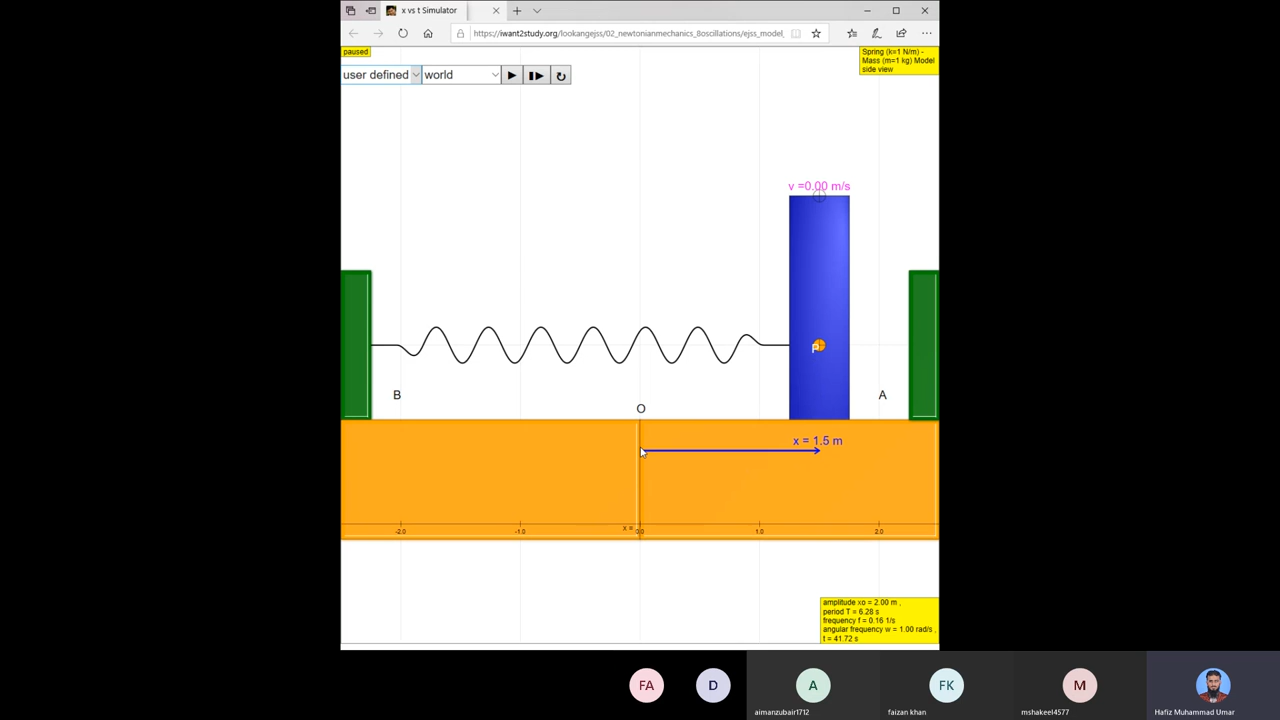 x vs t Simulator
https://iwant2study.org/lookangejss/02_newtonianmechanics_8oscillations/ejss_model_
paused
Spring (k=1 N/m) -
Mass (m=1 kg) Model
side view
user defined
world
v =0.00 m/s
P
B
A
O
x = 1.5 m
x =
-2.0 -1.0 0.0 1.0 2.0
amplitude xo = 2.00 m ,
period T = 6.28 s
frequency f = 0.16 1/s
angular frequency w = 1.00 rad/s ,
t = 41.72 s
FA
D
A
FK
M
aimanzubair1712
faizan khan
mshakeel4577
Hafiz Muhammad Umar